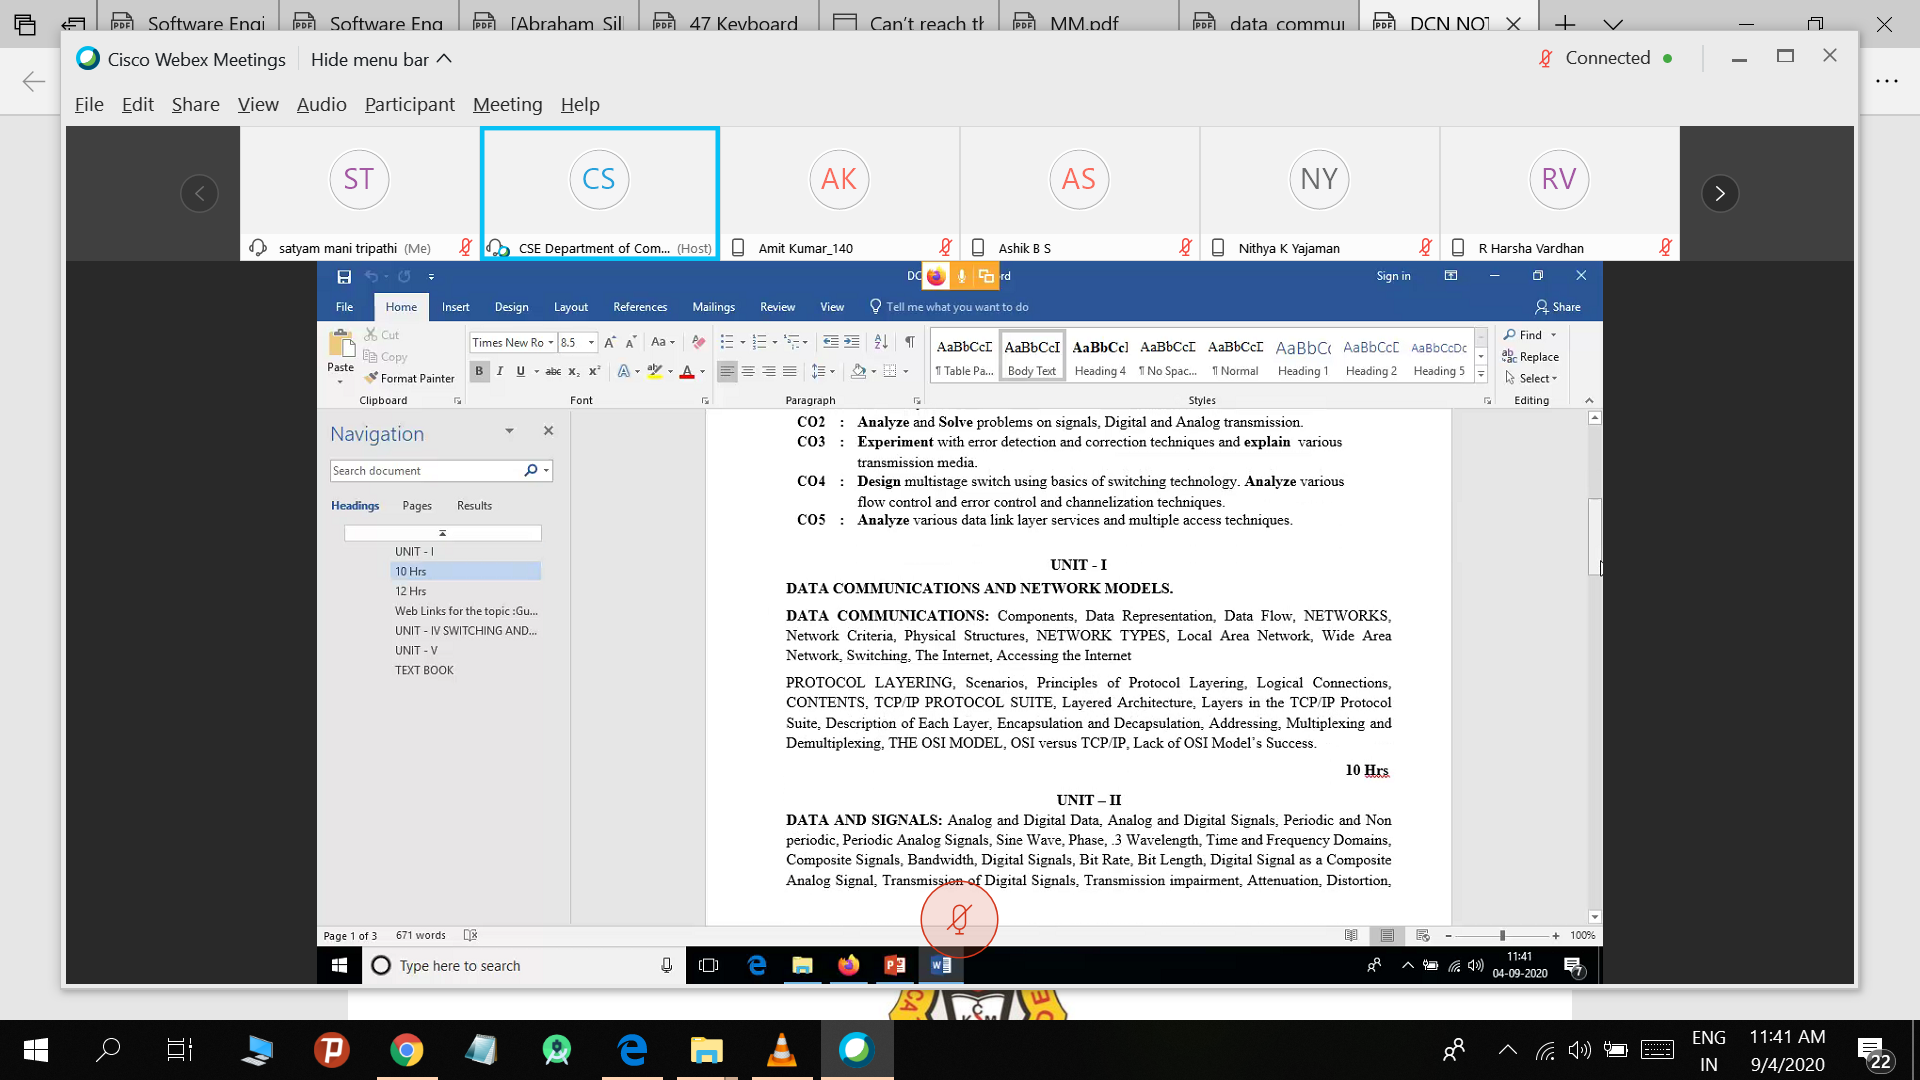 Software Engi
Software Eng
[Abraham_Sil
47 Keyboard
Can't reach th
MM.pdf
data_commu
DCN NOT
Cisco Webex Meetings
Hide menu bar
Connected
File Edit Share View Audio Participant Meeting Help
ST
CS
AK
AS
NY
RV
satyam mani tripathi (Me)
CSE Department of Com... (Host)
Amit Kumar_140
Ashik B S
Nithya K Yajaman
R Harsha Vardhan
DC
rd
Sign in
File Home Insert Design Layout References Mailings Review View Tell me what you want to do
Share
Paste
Cut
Copy
Format Painter
Clipboard
Times New Ro 8.5
Font
Paragraph
AaBbCcD AaBbCcI AaBbCcI AaBbCcD AaBbCcD AaBbCc AaBbCcD AaBbCcDc
¶ Table Pa... Body Text Heading 4 ¶ No Spac... ¶ Normal Heading 1 Heading 2 Heading 5
Styles
Find
Replace
Select
Editing
Navigation
Search document
Headings Pages Results
UNIT - I
10 Hrs
12 Hrs
Web Links for the topic :Gu...
UNIT - IV SWITCHING AND...
UNIT - V
TEXT BOOK
CO2 : Analyze and Solve problems on signals, Digital and Analog transmission.
CO3 : Experiment with error detection and correction techniques and explain various
transmission media.
CO4 : Design multistage switch using basics of switching technology. Analyze various
flow control and error control and channelization techniques.
CO5 : Analyze various data link layer services and multiple access techniques.
UNIT - I
DATA COMMUNICATIONS AND NETWORK MODELS.
DATA COMMUNICATIONS: Components, Data Representation, Data Flow, NETWORKS,
Network Criteria, Physical Structures, NETWORK TYPES, Local Area Network, Wide Area
Network, Switching, The Internet, Accessing the Internet
PROTOCOL LAYERING, Scenarios, Principles of Protocol Layering, Logical Connections,
CONTENTS, TCP/IP PROTOCOL SUITE, Layered Architecture, Layers in the TCP/IP Protocol
Suite, Description of Each Layer, Encapsulation and Decapsulation, Addressing, Multiplexing and
Demultiplexing, THE OSI MODEL, OSI versus TCP/IP, Lack of OSI Model's Success.
10 Hrs
UNIT – II
DATA AND SIGNALS: Analog and Digital Data, Analog and Digital Signals, Periodic and Non
periodic, Periodic Analog Signals, Sine Wave, Phase, .3 Wavelength, Time and Frequency Domains,
Composite Signals, Bandwidth, Digital Signals, Bit Rate, Bit Length, Digital Signal as a Composite
Analog Signal, Transmission of Digital Signals, Transmission impairment, Attenuation, Distortion,
Page 1 of 3 671 words
100%
Type here to search
11:41
04-09-2020
7
ENG
IN
11:41 AM
9/4/2020
22